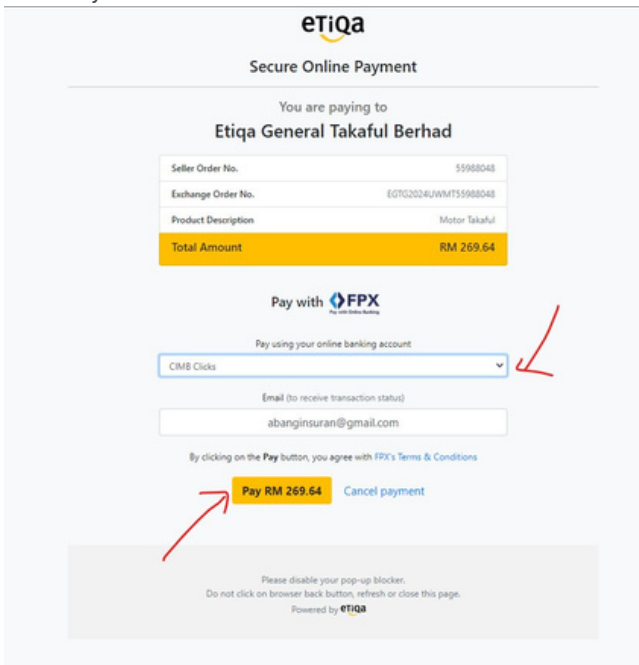 eTiQa
Secure Online Payment
You are paying to
Etiqa General Takaful Berhad
Seller Order No. 55988048
Exchange Order No. EGTG2024UWMT55988048
Product Description Motor Takaful
Total Amount RM 269.64
Pay with FPX
Pay with Online Banking
Pay using your online banking account
CIMB Clicks
Email (to receive transaction status)
abanginsuran@gmail.com
By clicking on the Pay button, you agree with FPX's Terms & Conditions
Pay RM 269.64 Cancel payment
Please disable your pop-up blocker.
Do not click on browser back button, refresh or close this page.
Powered by eTiQa